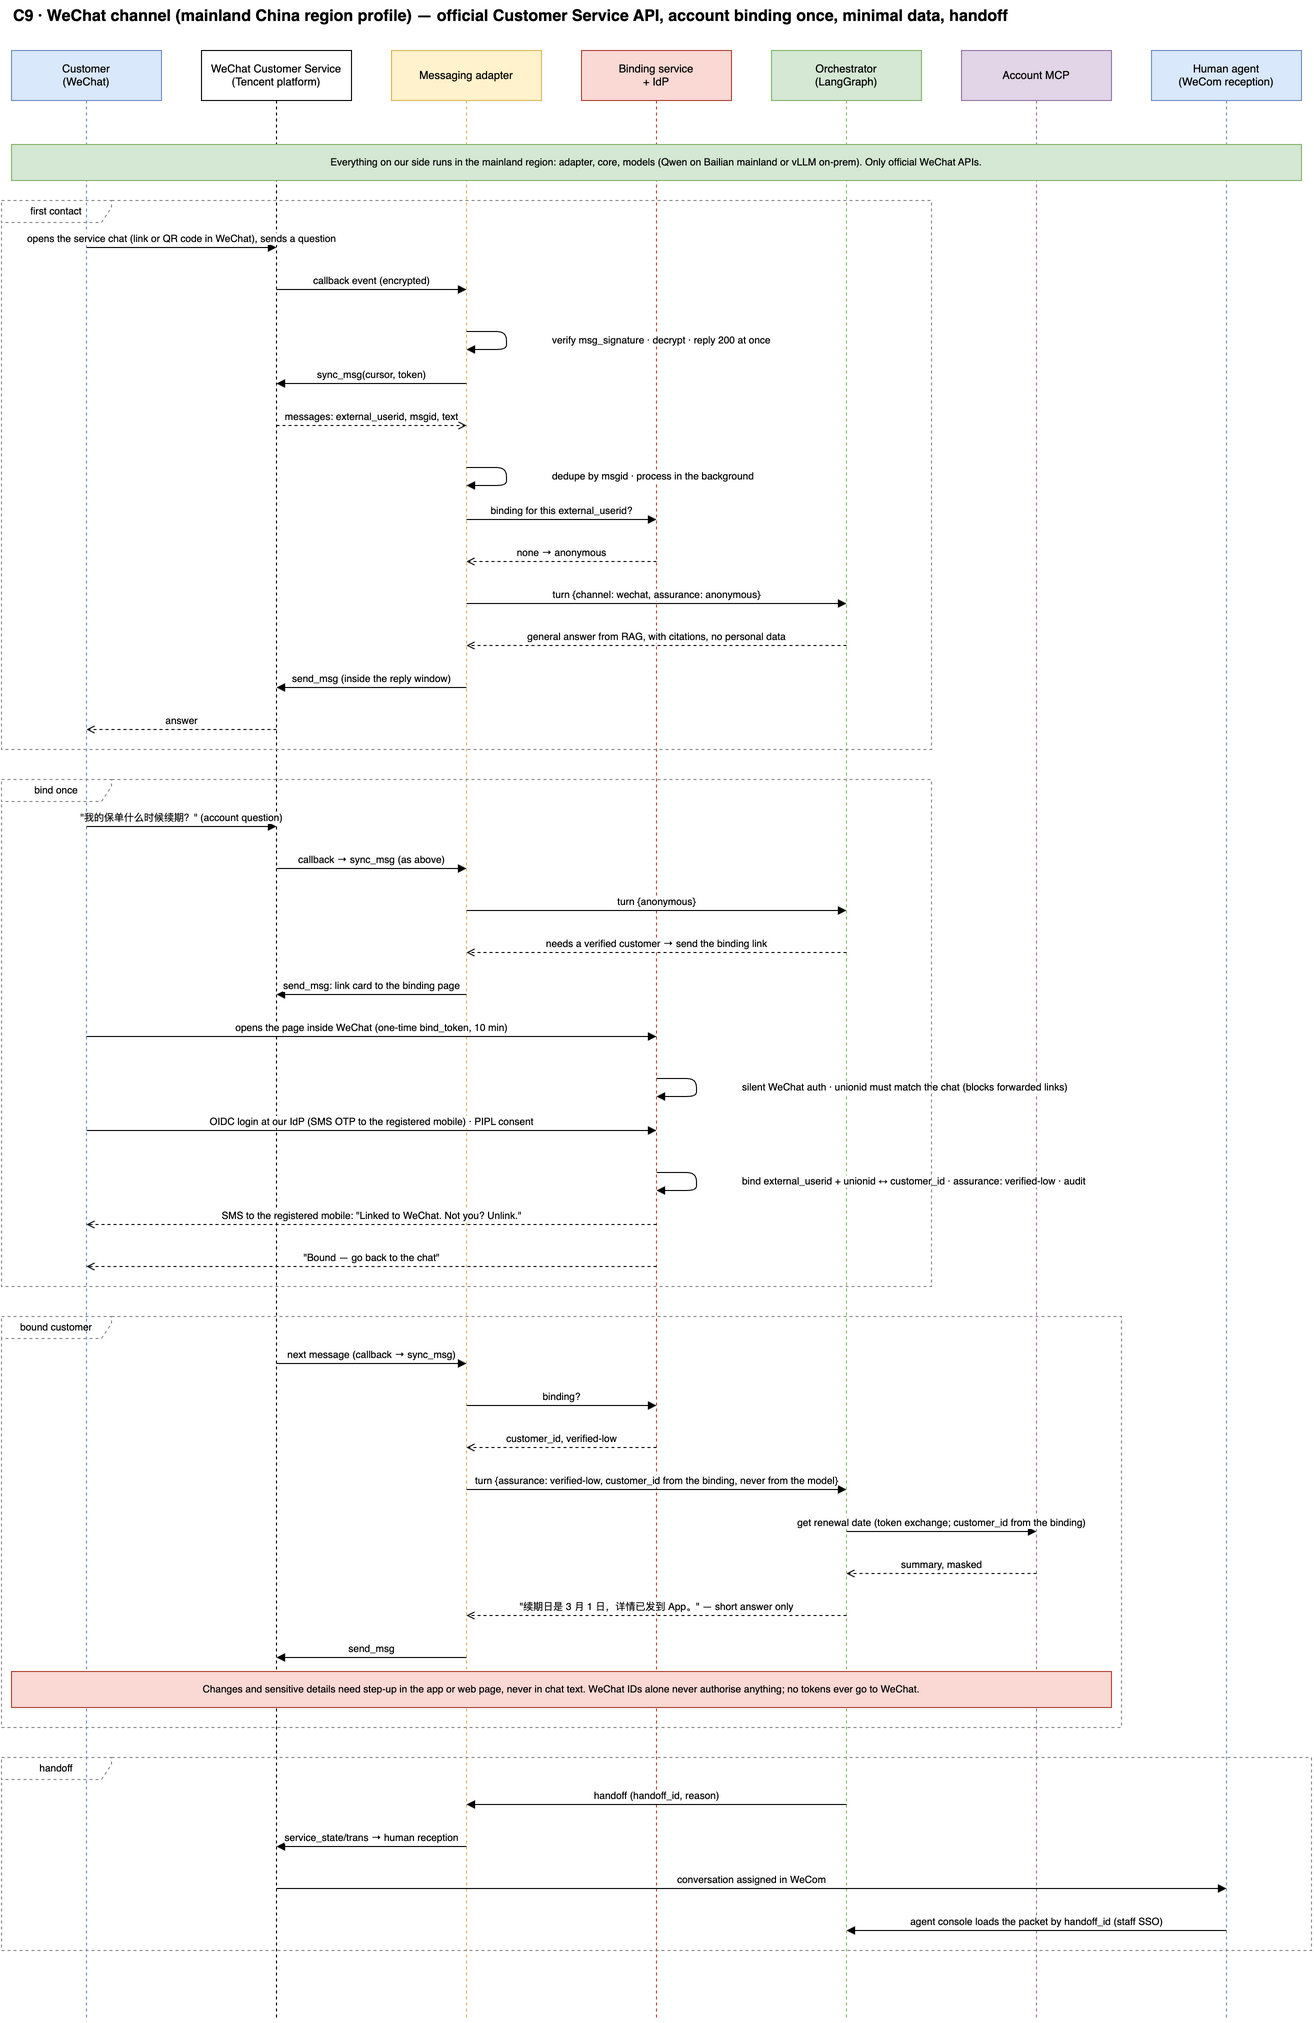 C9 · WeChat channel (mainland China region profile) — official Customer Service API, account binding once, minimal data, handoff
Customer
(WeChat)
WeChat Customer Service
(Tencent platform)
Messaging adapter
Binding service
+ IdP
Orchestrator
(LangGraph)
Account MCP
Human agent
(WeCom reception)
Everything on our side runs in the mainland region: adapter, core, models (Qwen on Bailian mainland or vLLM on-prem). Only official WeChat APIs.
first contact
opens the service chat (link or QR code in WeChat), sends a question
callback event (encrypted)
verify msg_signature · decrypt · reply 200 at once
sync_msg(cursor, token)
messages: external_userid, msgid, text
dedupe by msgid · process in the background
binding for this external_userid?
none → anonymous
turn {channel: wechat, assurance: anonymous}
general answer from RAG, with citations, no personal data
send_msg (inside the reply window)
answer
bind once
"我的保单什么时候续期？" (account question)
callback → sync_msg (as above)
turn {anonymous}
needs a verified customer → send the binding link
send_msg: link card to the binding page
opens the page inside WeChat (one-time bind_token, 10 min)
silent WeChat auth · unionid must match the chat (blocks forwarded links)
OIDC login at our IdP (SMS OTP to the registered mobile) · PIPL consent
bind external_userid + unionid ↔ customer_id · assurance: verified-low · audit
SMS to the registered mobile: "Linked to WeChat. Not you? Unlink."
"Bound — go back to the chat"
bound customer
next message (callback → sync_msg)
binding?
customer_id, verified-low
turn {assurance: verified-low, customer_id from the binding, never from the model}
get renewal date (token exchange; customer_id from the binding)
summary, masked
"续期日是 3 月 1 日，详情已发到 App。" — short answer only
send_msg
Changes and sensitive details need step-up in the app or web page, never in chat text. WeChat IDs alone never authorise anything; no tokens ever go to WeChat.
handoff
handoff (handoff_id, reason)
service_state/trans → human reception
conversation assigned in WeCom
agent console loads the packet by handoff_id (staff SSO)